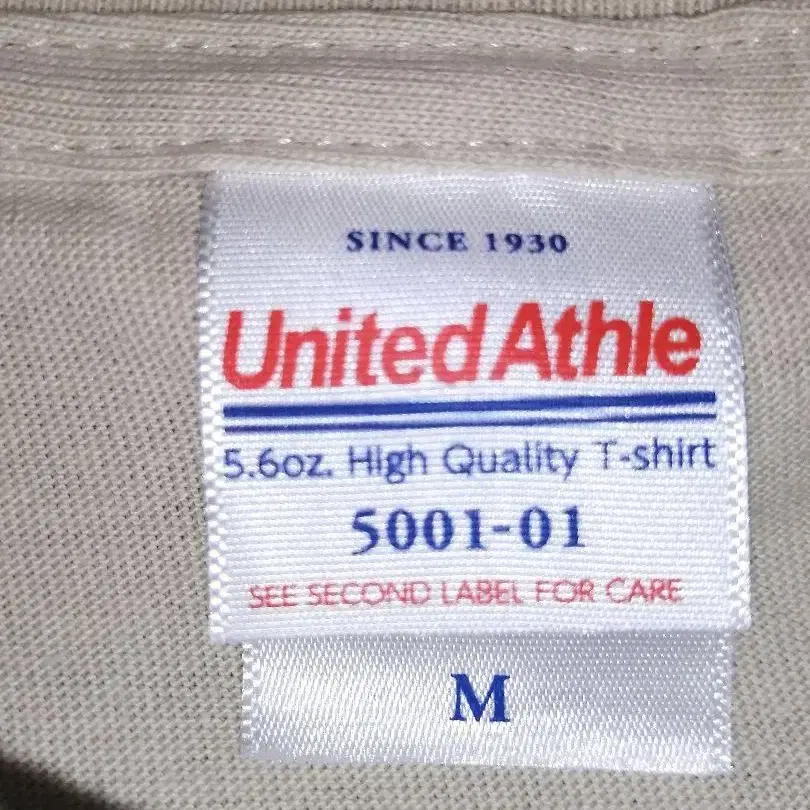 SINCE 1930
United Athle
5.6oz. High Quality T-shirt
5001-01
SEE SECOND LABEL FOR CARE
M